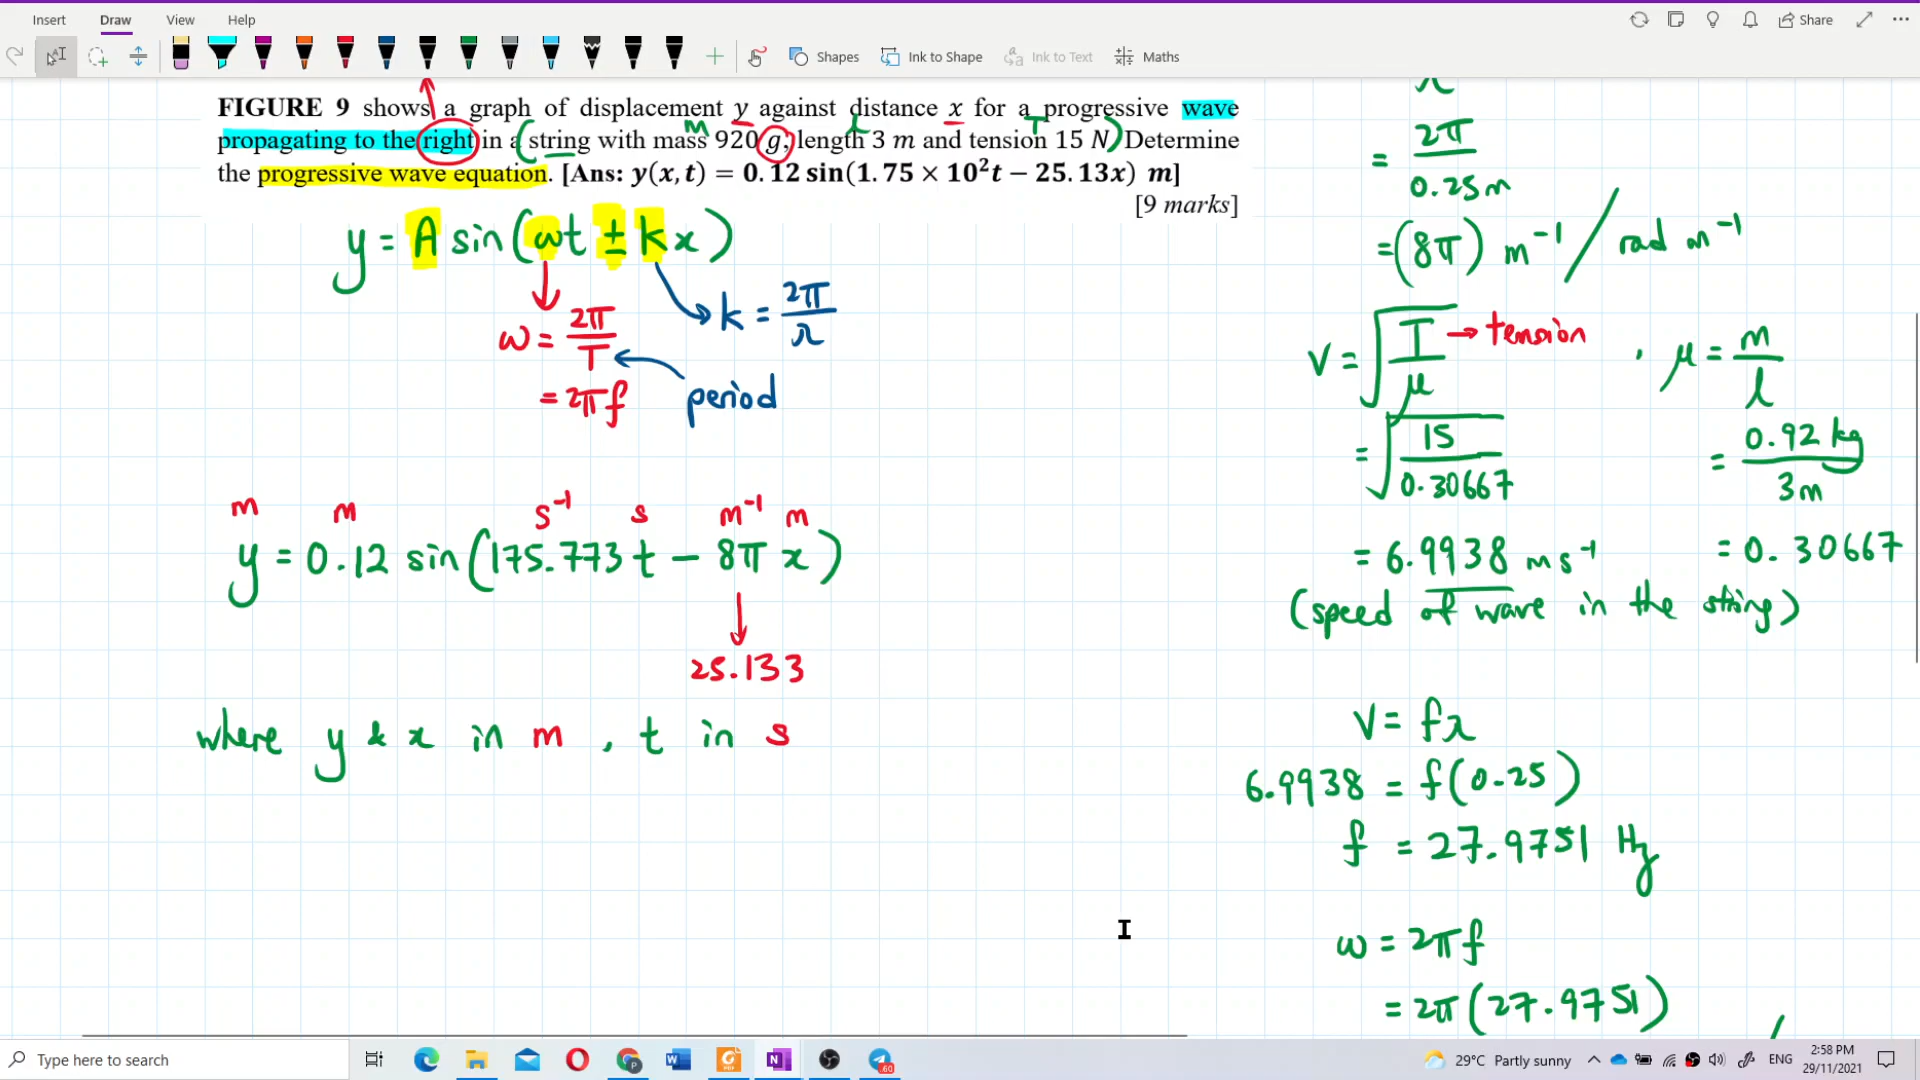 Insert Draw View Help
Share
Shapes Ink to Shape Ink to Text Maths
FIGURE 9 shows a graph of displacement y against distance x for a progressive wave
propagating to the right in a string with mass 920 g, length 3 m and tension 15 N. Determine
the progressive wave equation. [Ans: y(x, t) = 0.12 sin(1.75 × 10²t − 25.13x) m]
[9 marks]
m l T
y = A sin(ωt ± kx)
ω = 2π/T
= 2πf
period
k = 2π/λ
m m s⁻¹ s m⁻¹ m
y = 0.12 sin(175.773 t − 8π x)
25.133
where y & x in m , t in s
λ
= 2π/0.25m
= (8π) m⁻¹ / rad m⁻¹
V = √(T/μ) → tension , μ = m/l
= √(15/0.30667) = 0.92 kg/3m
= 6.9938 ms⁻¹ = 0.30667
(speed of wave in the string)
V = fλ
6.9938 = f(0.25)
f = 27.9751 Hz
ω = 2πf
= 2π(27.9751)
Type here to search
60
29°C Partly sunny
ENG
2:58 PM
29/11/2021